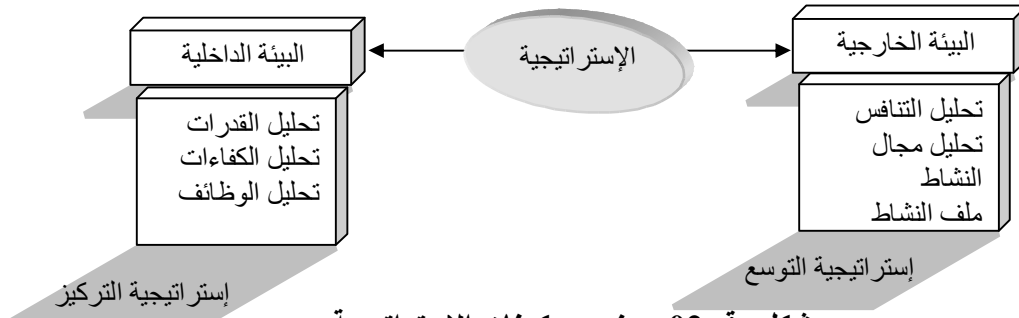 البيئة الخارجية
الإستراتيجية
البيئة الداخلية
تحليل التنافس
تحليل مجال
النشاط
ملف النشاط
تحليل القدرات
تحليل الكفاءات
تحليل الوظائف
إستراتيجية التوسع
إستراتيجية التركيز